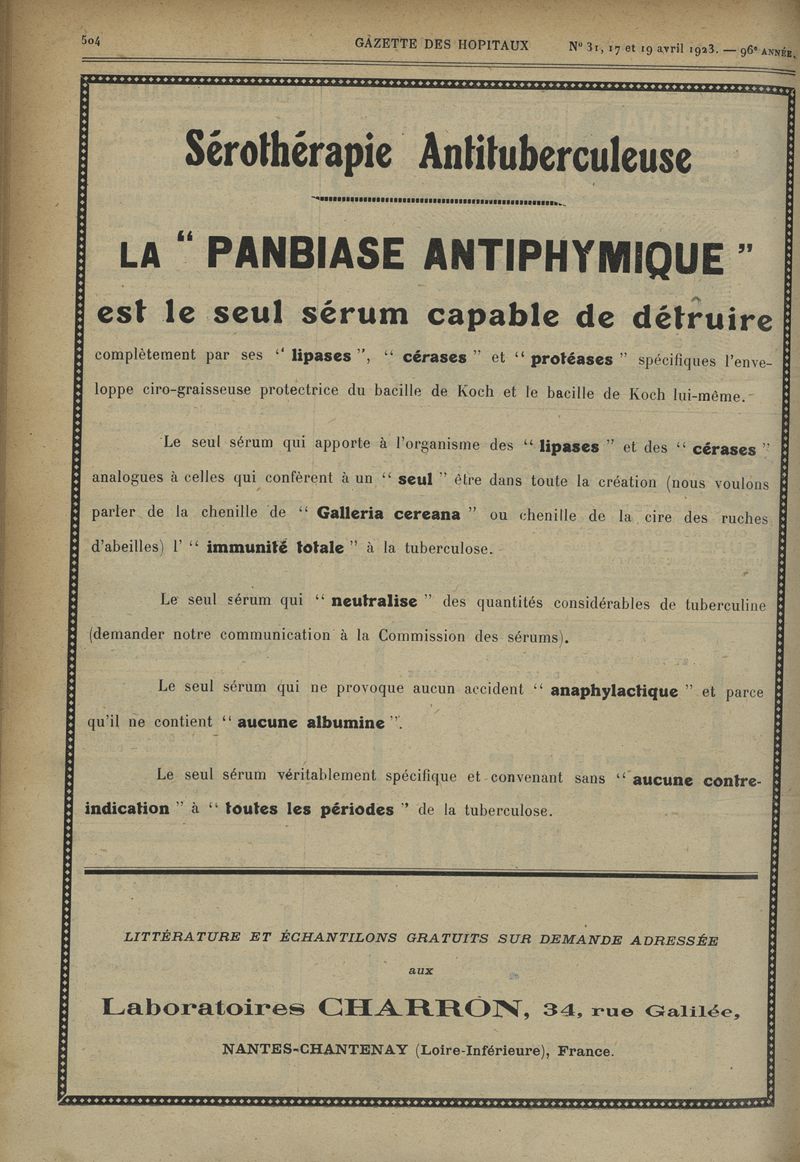 504
GAZETTE DES HOPITAUX
N° 31, 17 et 19 avril 1923. — 96e ANNÉE.
Sérothérapie Antituberculeuse
LA “ PANBIASE ANTIPHYMIQUE ”
est le seul sérum capable de détruire
complètement par ses “ lipases ”, “ cérases ” et “ protéases ” spécifiques l’enve-
loppe ciro-graisseuse protectrice du bacille de Koch et le bacille de Koch lui-même.
Le seul sérum qui apporte à l’organisme des “ lipases ” et des “ cérases ”
analogues à celles qui confèrent à un “ seul ” être dans toute la création (nous voulons
parler de la chenille de “ Galleria cereana ” ou chenille de la cire des ruches
d’abeilles) l’ “ immunité totale ” à la tuberculose.
Le seul sérum qui “ neutralise ” des quantités considérables de tuberculine
(demander notre communication à la Commission des sérums).
Le seul sérum qui ne provoque aucun accident “ anaphylactique ” et parce
qu’il ne contient “ aucune albumine ”.
Le seul sérum véritablement spécifique et convenant sans “ aucune contre-
indication ” à “ toutes les périodes ” de la tuberculose.
LITTÉRATURE ET ÉCHANTILONS GRATUITS SUR DEMANDE ADRESSÉE
aux
Laboratoires CHARRON, 34, rue Galilée,
NANTES-CHANTENAY (Loire-Inférieure), France.